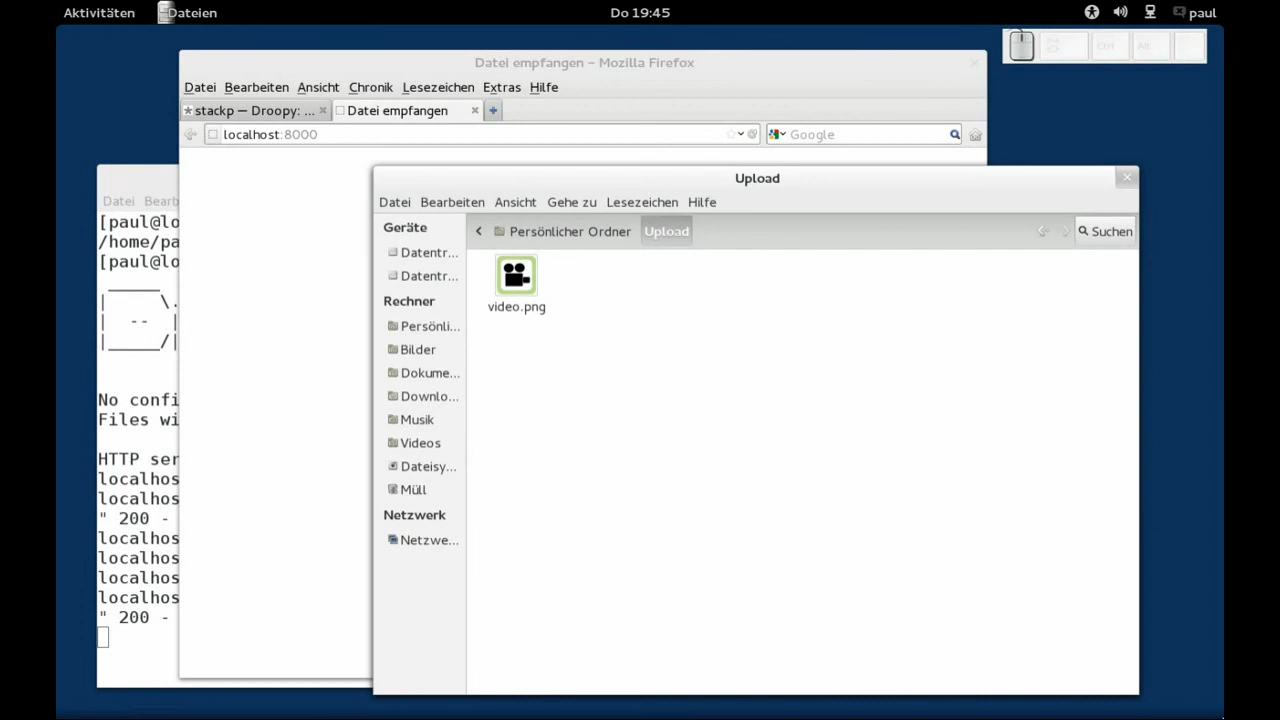 Aktivitäten Dateien Do 19:45 paul
Datei empfangen – Mozilla Firefox
Datei Bearbeiten Ansicht Chronik Lesezeichen Extras Hilfe
stackp — Droopy: ... Datei empfangen
localhost:8000 Google
Upload
Datei Bearbeiten Ansicht Gehe zu Lesezeichen Hilfe
Persönlicher Ordner Upload Suchen
Geräte
Datentr...
Datentr...
Rechner
Persönli...
Bilder
Dokume...
Downlo...
Musik
Videos
Dateisy...
Müll
Netzwerk
Netzwe...
video.png
Datei Bearb
[paul@lo
/home/pa
[paul@lo
No confi
Files wi
HTTP ser
localhos
localhos
" 200 -
localhos
localhos
localhos
localhos
" 200 -